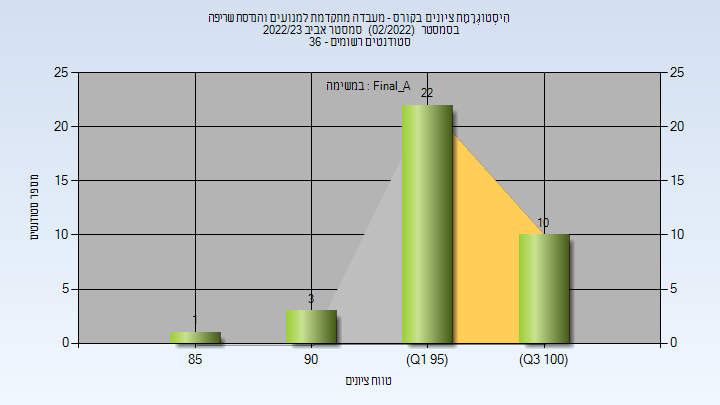 הִיסְטוֹגְרָמַת ציונים בקורס - מעבדה מתקדמת למנועים והנדסת שריפה
בסמסטר (02/2022) סמסטר אביב 2022/23
סטודנטים רשומים - 36
במשימה : Final_A
25
25
20
20
15
15
10
10
5
5
0
0
מספר סטודנטים
1
3
22
10
85
90
(Q1 95)
(Q3 100)
טווח ציונים